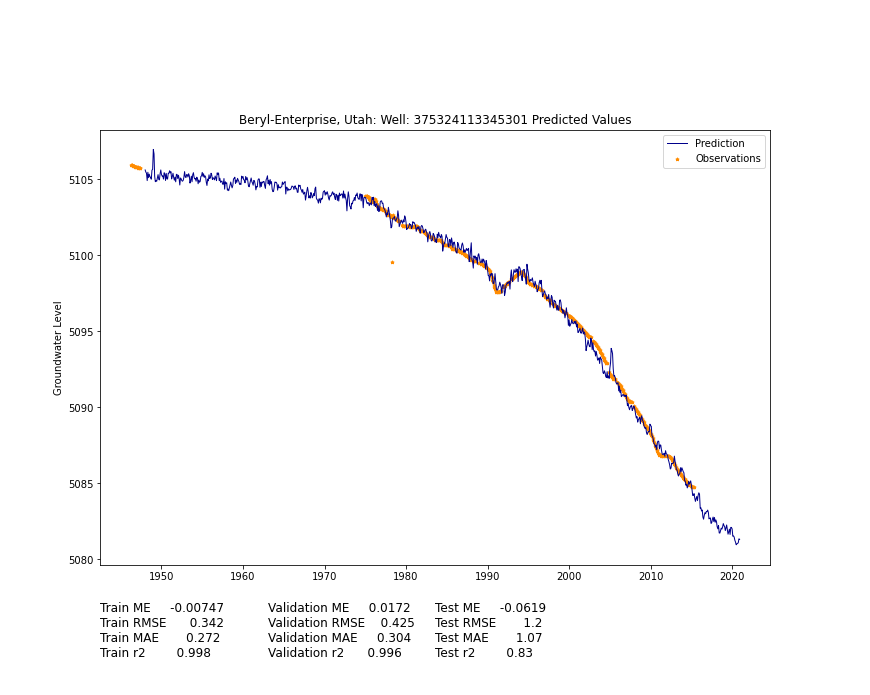 Beryl-Enterprise, Utah: Well: 375324113345301 Predicted Values
Prediction
Observations
Groundwater Level
5105
5100
5095
5090
5085
5080
1950 1960 1970 1980 1990 2000 2010 2020
Train ME -0.00747 Validation ME 0.0172 Test ME -0.0619
Train RMSE 0.342 Validation RMSE 0.425 Test RMSE 1.2
Train MAE 0.272 Validation MAE 0.304 Test MAE 1.07
Train r2 0.998 Validation r2 0.996 Test r2 0.83